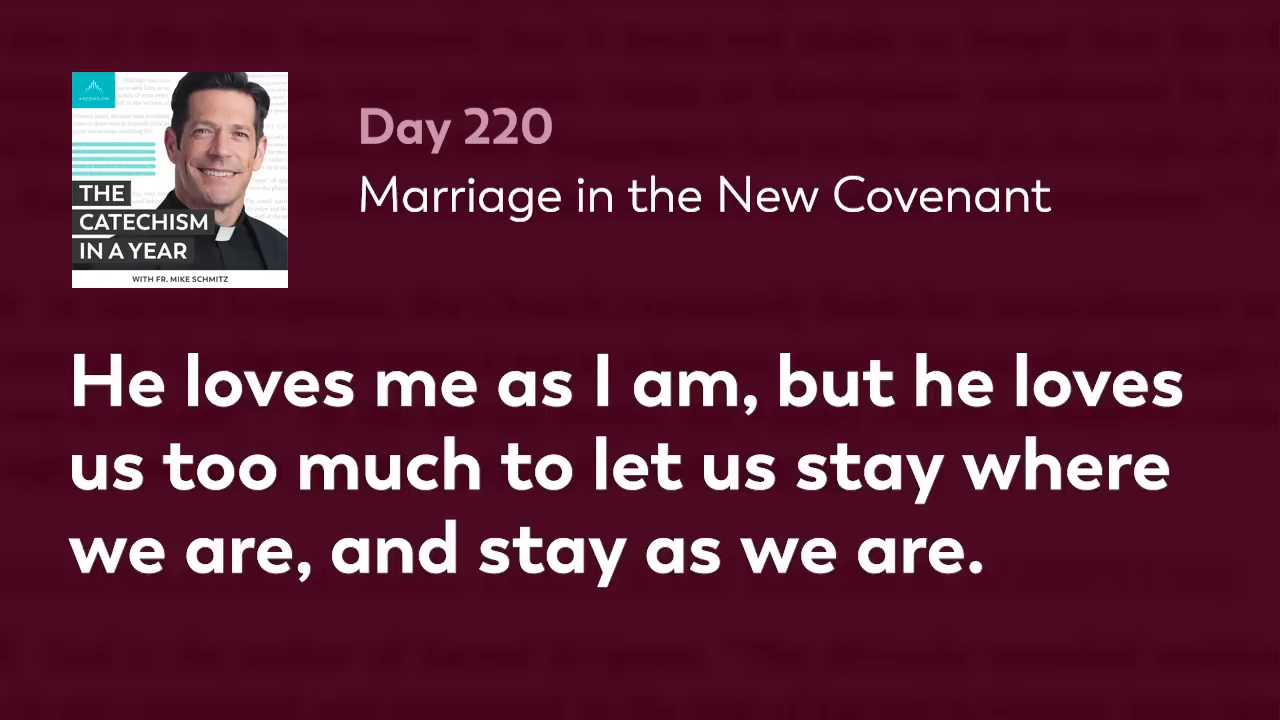 ASCENSION
THE
CATECHISM
IN A YEAR
WITH FR. MIKE SCHMITZ
Day 220
Marriage in the New Covenant
He loves me as I am, but he loves
us too much to let us stay where
we are, and stay as we are.